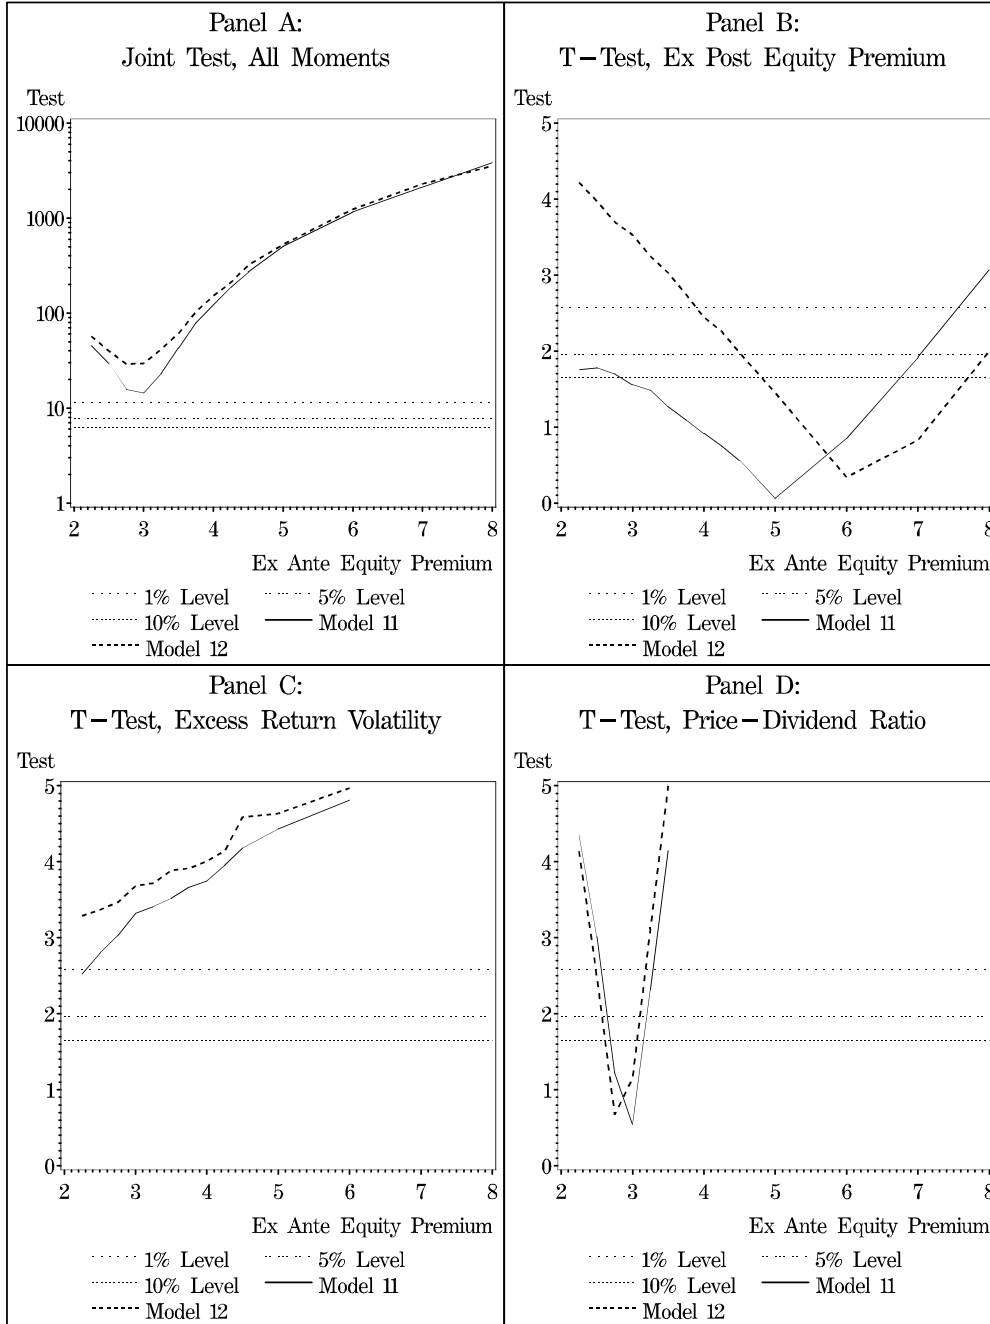 Panel A:
Joint Test, All Moments
Test
10000
1000
100
10
1
2 3 4 5 6 7 8
Ex Ante Equity Premium
1% Level 5% Level
10% Level Model 11
Model 12
Panel B:
T-Test, Ex Post Equity Premium
Test
5
4
3
2
1
0
2 3 4 5 6 7 8
Ex Ante Equity Premium
1% Level 5% Level
10% Level Model 11
Model 12
Panel C:
T-Test, Excess Return Volatility
Test
5
4
3
2
1
0
2 3 4 5 6 7 8
Ex Ante Equity Premium
1% Level 5% Level
10% Level Model 11
Model 12
Panel D:
T-Test, Price-Dividend Ratio
Test
5
4
3
2
1
0
2 3 4 5 6 7 8
Ex Ante Equity Premium
1% Level 5% Level
10% Level Model 11
Model 12